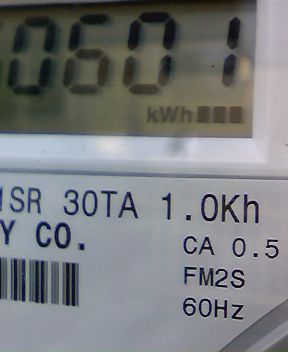 0601
kWh
1SR 30TA 1.0Kh
Y CO.
CA 0.5
FM2S
60Hz